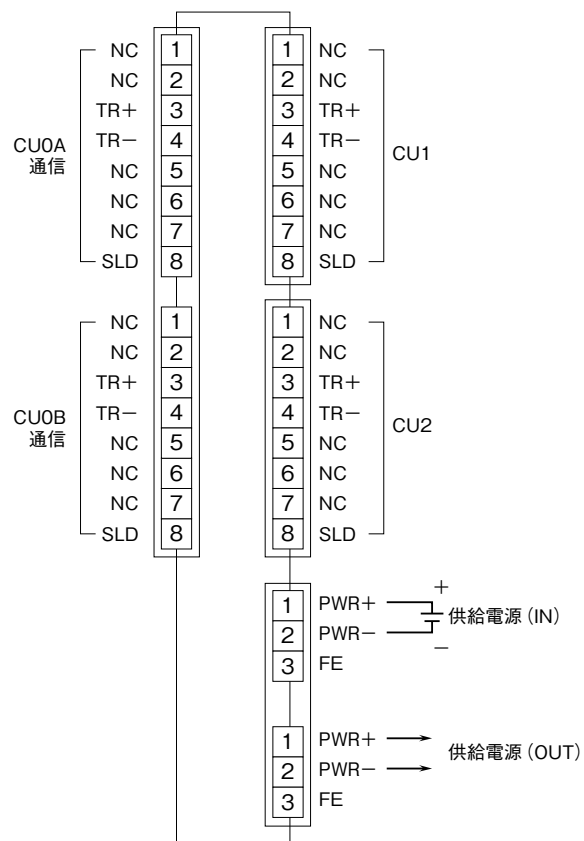 CU0A
通信
NC 1
NC 2
TR+ 3
TR− 4
NC 5
NC 6
NC 7
SLD 8
1 NC
2 NC
3 TR+
4 TR−
5 NC
6 NC
7 NC
8 SLD
CU1
CU0B
通信
NC 1
NC 2
TR+ 3
TR− 4
NC 5
NC 6
NC 7
SLD 8
1 NC
2 NC
3 TR+
4 TR−
5 NC
6 NC
7 NC
8 SLD
CU2
1 PWR+
2 PWR−
3 FE
+
供給電源(IN)
−
1 PWR+
2 PWR−
3 FE
供給電源(OUT)